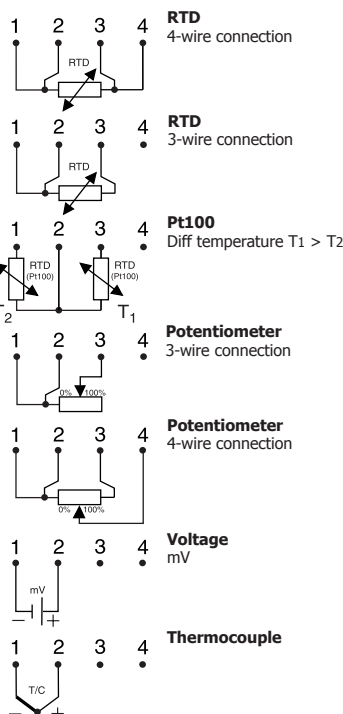 RTD
1 2 3 4
4-wire connection
RTD
RTD
1 2 3 4
3-wire connection
RTD
Pt100
1 2 3 4
Diff temperature T1 > T2
RTD RTD
(Pt100) (Pt100)
T2 T1
Potentiometer
1 2 3 4
3-wire connection
0% 100%
Potentiometer
1 2 3 4
4-wire connection
0% 100%
Voltage
1 2 3 4
mV
mV
− +
Thermocouple
1 2 3 4
T/C
− +